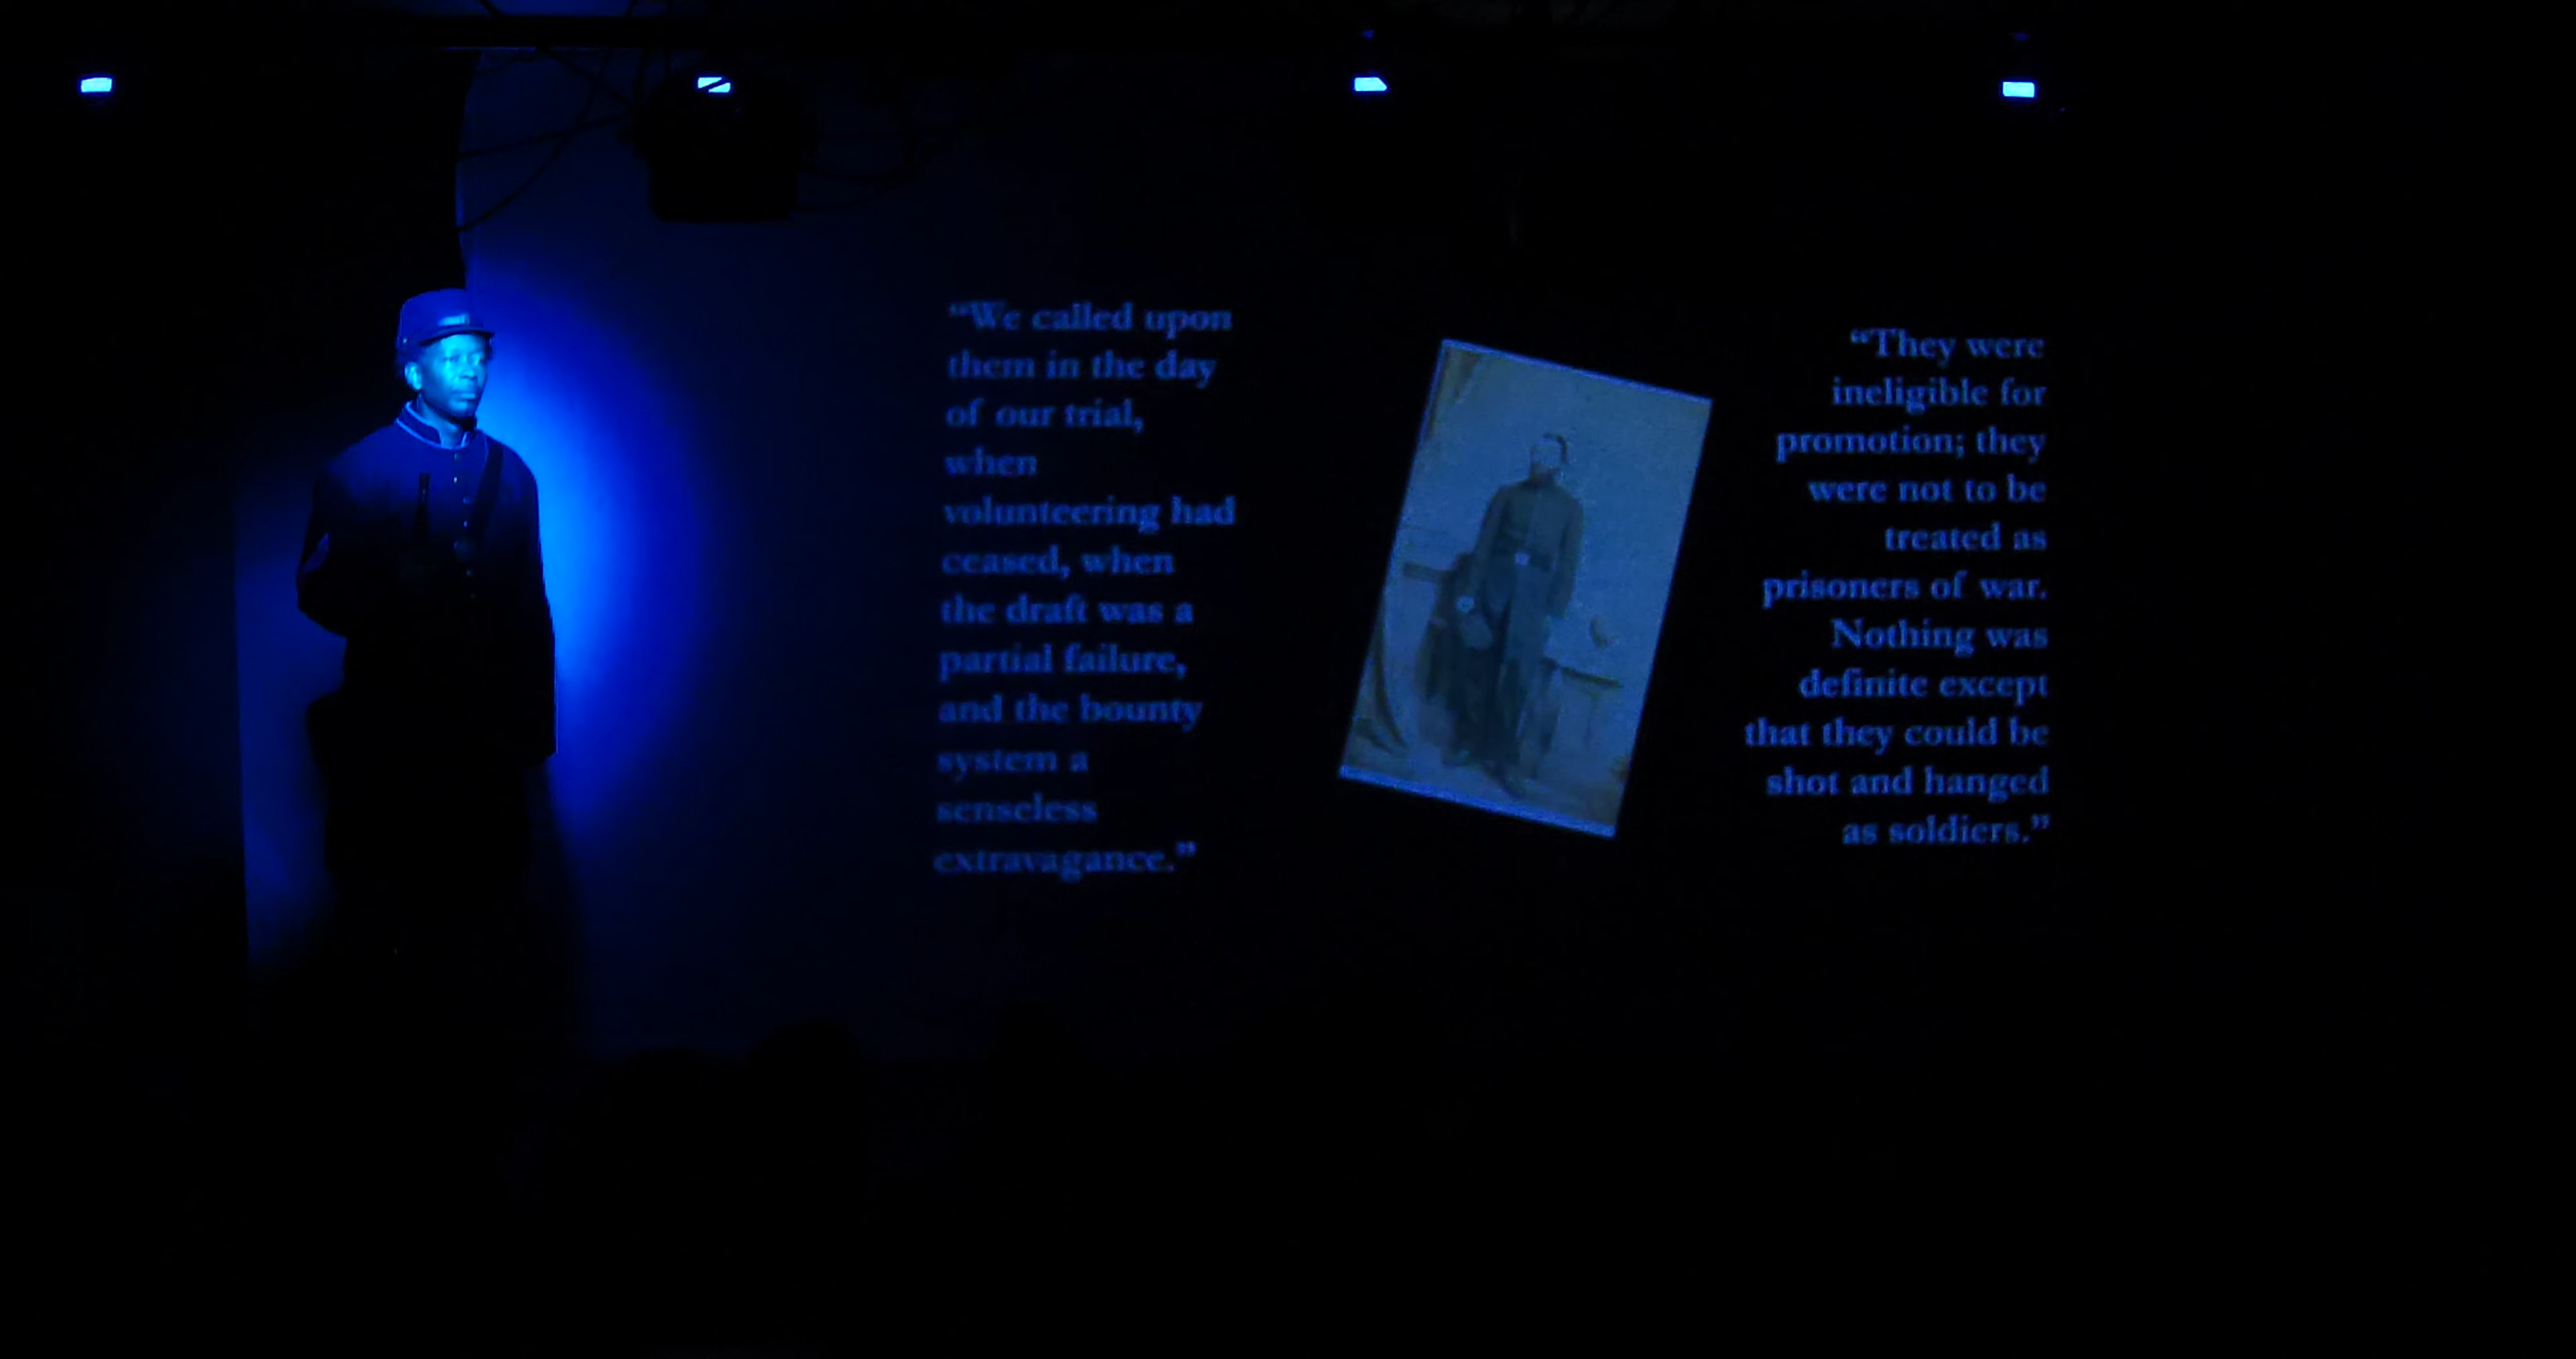 “We called upon
them in the day
of our trial,
when
volunteering had
ceased, when
the draft was a
partial failure,
and the bounty
system a
senseless
extravagance.”
“They were
ineligible for
promotion; they
were not to be
treated as
prisoners of war.
Nothing was
definite except
that they could be
shot and hanged
as soldiers.”